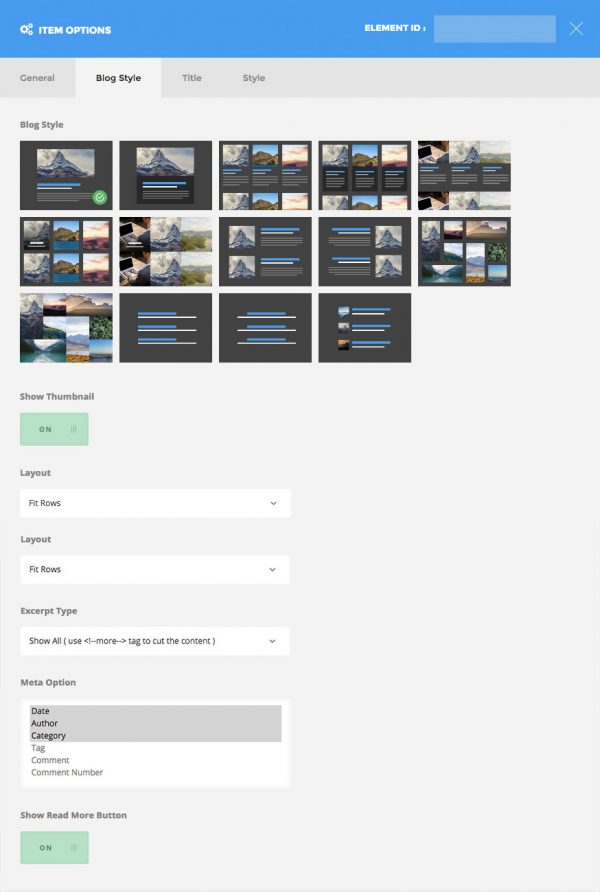 ITEM OPTIONS
ELEMENT ID :
General
Blog Style
Title
Style
Blog Style
Show Thumbnail
ON
Layout
Fit Rows
Layout
Fit Rows
Excerpt Type
Show All ( use <!--more--> tag to cut the content )
Meta Option
Date
Author
Category
Tag
Comment
Comment Number
Show Read More Button
ON